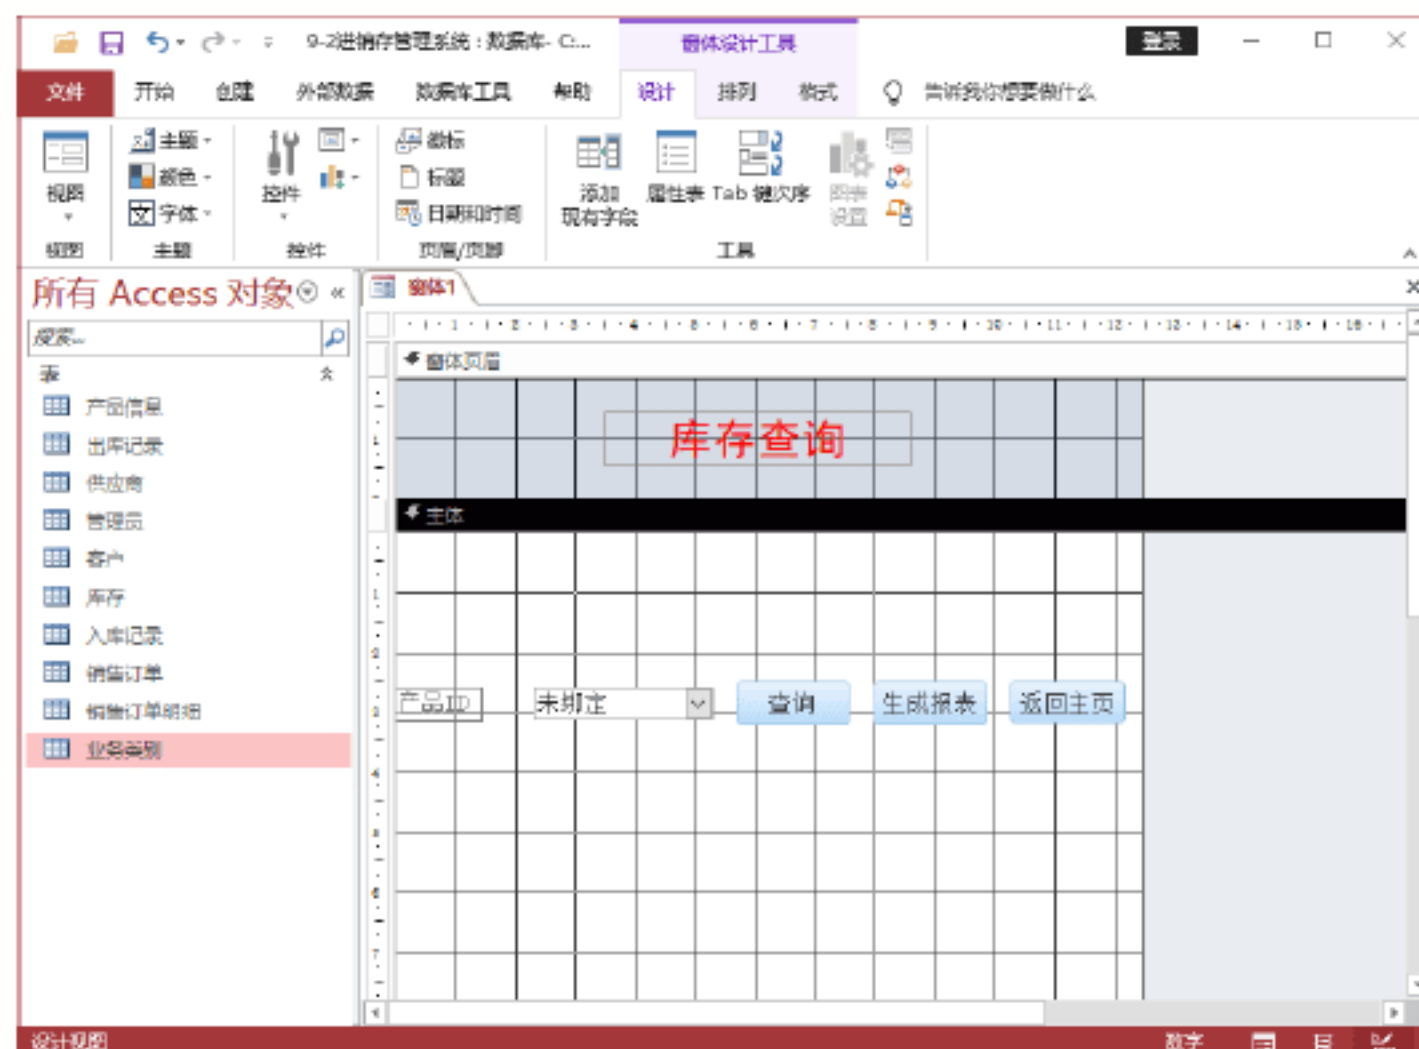 9-2进销存管理系统：数据库- C:...
窗体设计工具
登录
文件 开始 创建 外部数据 数据库工具 帮助 设计 排列 格式 告诉我你想要做什么
视图
主题
颜色
字体
控件
徽标
标题
日期和时间
添加
现有字段
属性表
Tab 键次序
图表
设置
视图 主题 控件 页眉/页脚 工具
所有 Access 对象
搜索...
表
产品信息
出库记录
供应商
管理员
客户
库存
入库记录
销售订单
销售订单明细
业务类别
窗体1
窗体页眉
库存查询
主体
产品ID 未绑定 查询 生成报表 返回主页
设计视图
数字